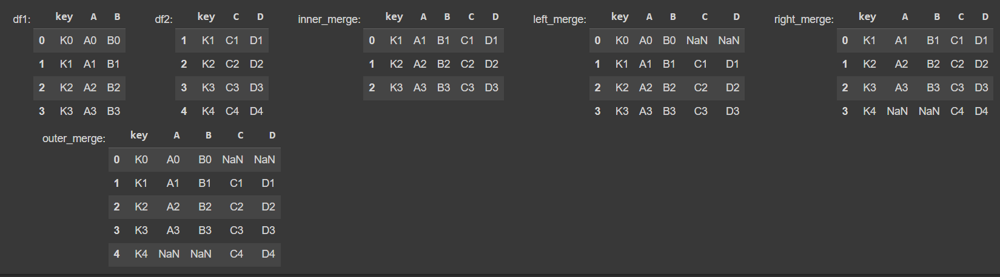 df1: key A B df2: key C D inner_merge: key A B C D left_merge: key A B C D right_merge: key A B C D
0 K0 A0 B0 1 K1 C1 D1 0 K1 A1 B1 C1 D1 0 K0 A0 B0 NaN NaN 0 K1 A1 B1 C1 D1
1 K1 A1 B1 2 K2 C2 D2 1 K2 A2 B2 C2 D2 1 K1 A1 B1 C1 D1 1 K2 A2 B2 C2 D2
2 K2 A2 B2 3 K3 C3 D3 2 K3 A3 B3 C3 D3 2 K2 A2 B2 C2 D2 2 K3 A3 B3 C3 D3
3 K3 A3 B3 4 K4 C4 D4 3 K3 A3 B3 C3 D3 3 K4 NaN NaN C4 D4
outer_merge: key A B C D
0 K0 A0 B0 NaN NaN
1 K1 A1 B1 C1 D1
2 K2 A2 B2 C2 D2
3 K3 A3 B3 C3 D3
4 K4 NaN NaN C4 D4